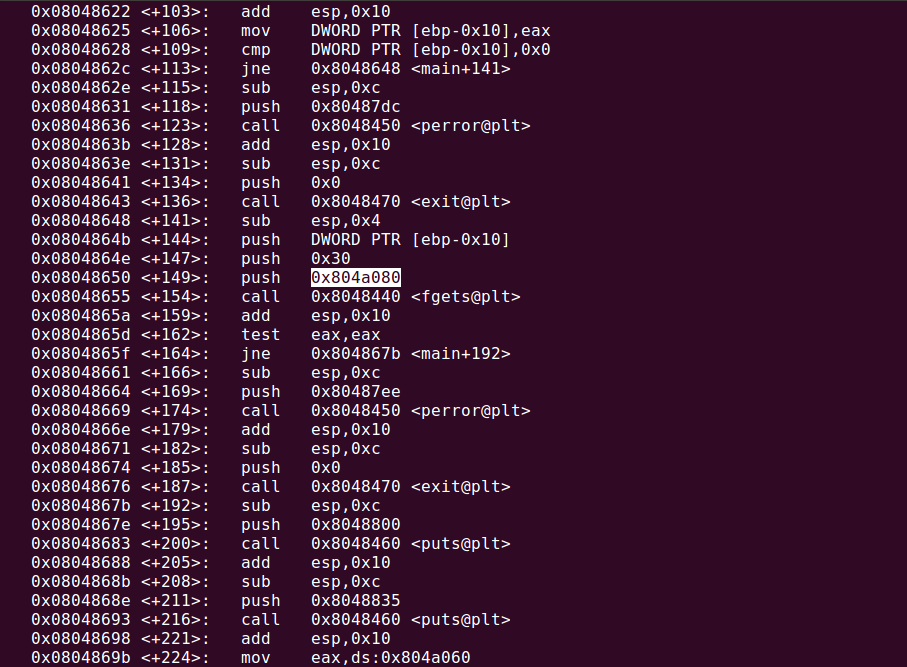 0x08048622 <+103>: add esp,0x10
0x08048625 <+106>: mov DWORD PTR [ebp-0x10],eax
0x08048628 <+109>: cmp DWORD PTR [ebp-0x10],0x0
0x0804862c <+113>: jne 0x8048648 <main+141>
0x0804862e <+115>: sub esp,0xc
0x08048631 <+118>: push 0x80487dc
0x08048636 <+123>: call 0x8048450 <perror@plt>
0x0804863b <+128>: add esp,0x10
0x0804863e <+131>: sub esp,0xc
0x08048641 <+134>: push 0x0
0x08048643 <+136>: call 0x8048470 <exit@plt>
0x08048648 <+141>: sub esp,0x4
0x0804864b <+144>: push DWORD PTR [ebp-0x10]
0x0804864e <+147>: push 0x30
0x08048650 <+149>: push 0x804a080
0x08048655 <+154>: call 0x8048440 <fgets@plt>
0x0804865a <+159>: add esp,0x10
0x0804865d <+162>: test eax,eax
0x0804865f <+164>: jne 0x804867b <main+192>
0x08048661 <+166>: sub esp,0xc
0x08048664 <+169>: push 0x80487ee
0x08048669 <+174>: call 0x8048450 <perror@plt>
0x0804866e <+179>: add esp,0x10
0x08048671 <+182>: sub esp,0xc
0x08048674 <+185>: push 0x0
0x08048676 <+187>: call 0x8048470 <exit@plt>
0x0804867b <+192>: sub esp,0xc
0x0804867e <+195>: push 0x8048800
0x08048683 <+200>: call 0x8048460 <puts@plt>
0x08048688 <+205>: add esp,0x10
0x0804868b <+208>: sub esp,0xc
0x0804868e <+211>: push 0x8048835
0x08048693 <+216>: call 0x8048460 <puts@plt>
0x08048698 <+221>: add esp,0x10
0x0804869b <+224>: mov eax,ds:0x804a060